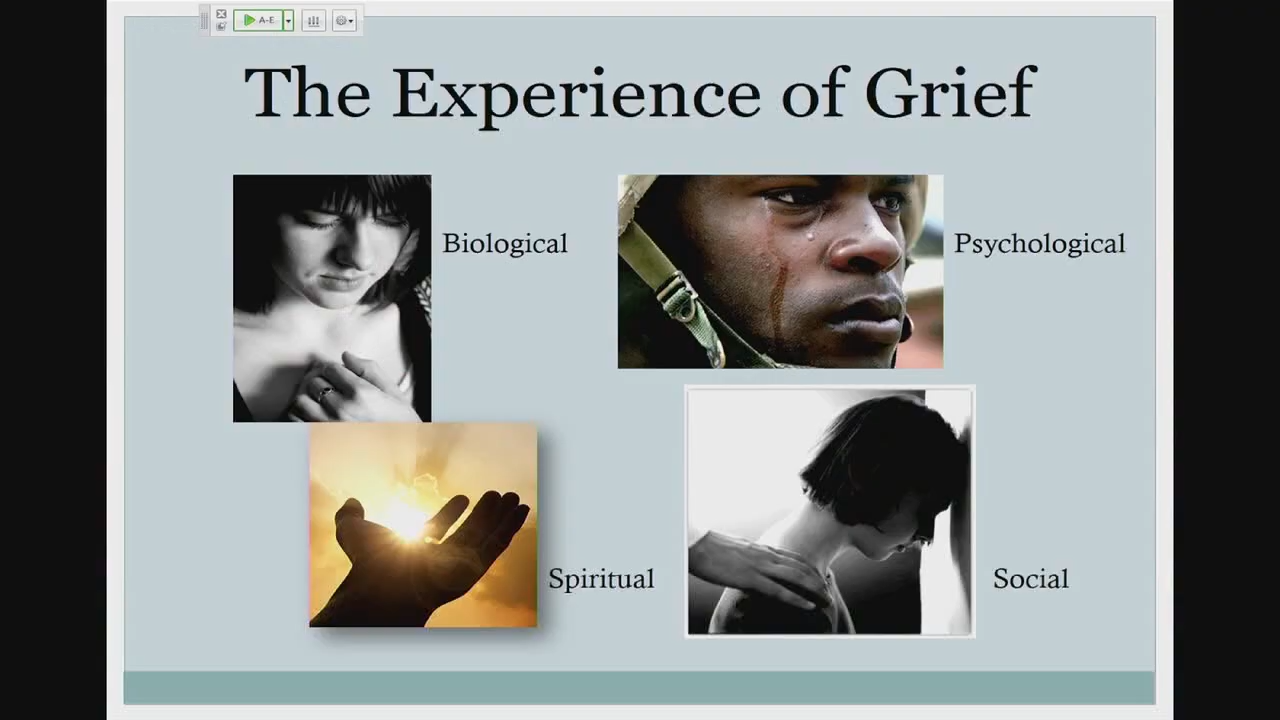 A-E
The Experience of Grief
Biological
Psychological
Spiritual
Social